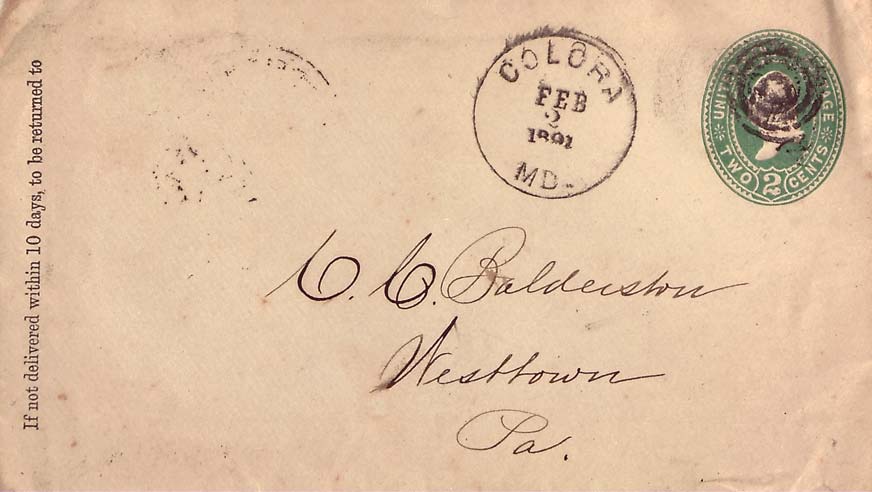 If not delivered within 10 days, to be returned to
COLORA
FEB
2
1891
MD.
UNITED STATES POSTAGE
TWO 2 CENTS
C. C. Balderston
Westtown
Pa.